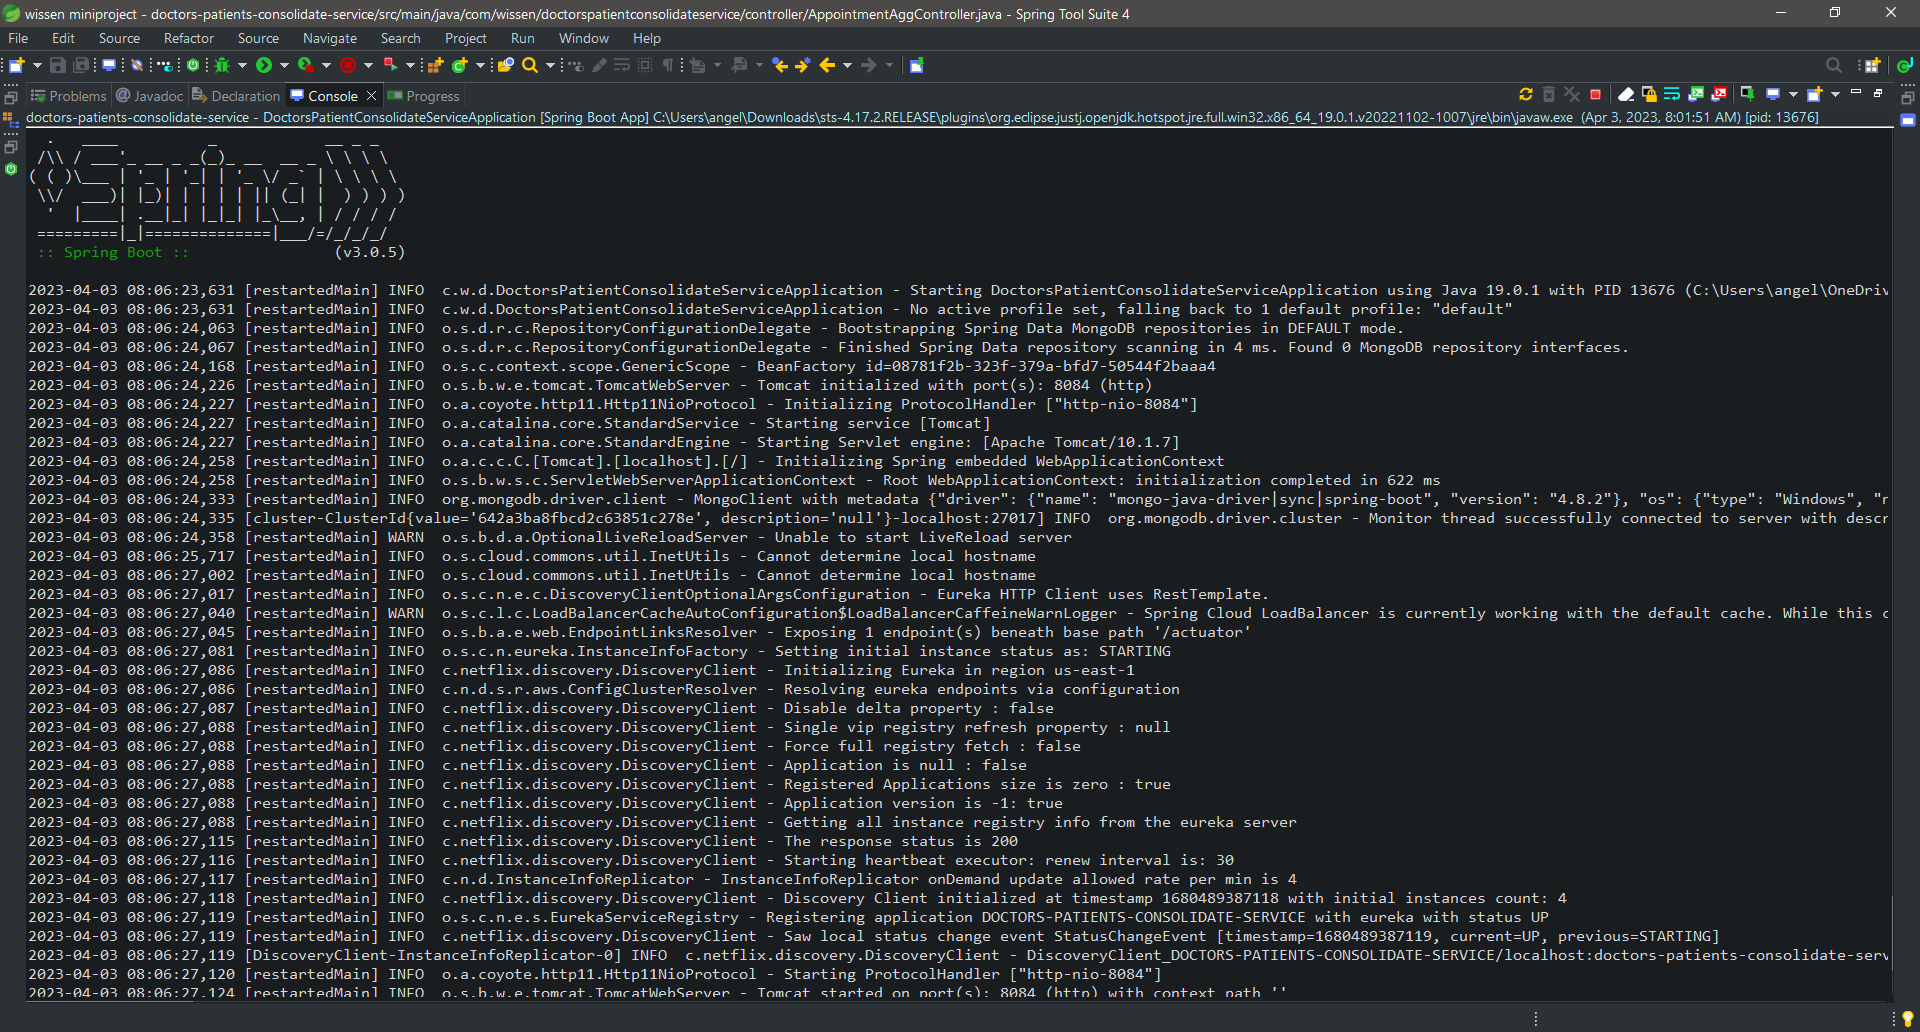 wissen miniproject - doctors-patients-consolidate-service/src/main/java/com/wissen/doctorspatientconsolidateservice/controller/AppointmentAggController.java - Spring Tool Suite 4
File Edit Source Refactor Source Navigate Search Project Run Window Help
Problems Javadoc Declaration Console Progress
doctors-patients-consolidate-service - DoctorsPatientConsolidateServiceApplication [Spring Boot App] C:\Users\angel\Downloads\sts-4.17.2.RELEASE\plugins\org.eclipse.justj.openjdk.hotspot.jre.full.win32.x86_64_19.0.1.v20221102-1007\jre\bin\javaw.exe (Apr 3, 2023, 8:01:51 AM) [pid: 13676]
  .   ____          _            __ _ _
 /\\ / ___'_ __ _ _(_)_ __  __ _ \ \ \ \
( ( )\___ | '_ | '_| | '_ \/ _` | \ \ \ \
 \\/  ___)| |_)| | | | | || (_| |  ) ) ) )
  '  |____| .__|_| |_|_| |_\__, | / / / /
 =========|_|==============|___/=/_/_/_/
 :: Spring Boot ::                (v3.0.5)
2023-04-03 08:06:23,631 [restartedMain] INFO  c.w.d.DoctorsPatientConsolidateServiceApplication - Starting DoctorsPatientConsolidateServiceApplication using Java 19.0.1 with PID 13676 (C:\Users\angel\OneDriv
2023-04-03 08:06:23,631 [restartedMain] INFO  c.w.d.DoctorsPatientConsolidateServiceApplication - No active profile set, falling back to 1 default profile: "default"
2023-04-03 08:06:24,063 [restartedMain] INFO  o.s.d.r.c.RepositoryConfigurationDelegate - Bootstrapping Spring Data MongoDB repositories in DEFAULT mode.
2023-04-03 08:06:24,067 [restartedMain] INFO  o.s.d.r.c.RepositoryConfigurationDelegate - Finished Spring Data repository scanning in 4 ms. Found 0 MongoDB repository interfaces.
2023-04-03 08:06:24,168 [restartedMain] INFO  o.s.c.context.scope.GenericScope - BeanFactory id=08781f2b-323f-379a-bfd7-50544f2baaa4
2023-04-03 08:06:24,226 [restartedMain] INFO  o.s.b.w.e.tomcat.TomcatWebServer - Tomcat initialized with port(s): 8084 (http)
2023-04-03 08:06:24,227 [restartedMain] INFO  o.a.coyote.http11.Http11NioProtocol - Initializing ProtocolHandler ["http-nio-8084"]
2023-04-03 08:06:24,227 [restartedMain] INFO  o.a.catalina.core.StandardService - Starting service [Tomcat]
2023-04-03 08:06:24,227 [restartedMain] INFO  o.a.catalina.core.StandardEngine - Starting Servlet engine: [Apache Tomcat/10.1.7]
2023-04-03 08:06:24,258 [restartedMain] INFO  o.a.c.c.C.[Tomcat].[localhost].[/] - Initializing Spring embedded WebApplicationContext
2023-04-03 08:06:24,258 [restartedMain] INFO  o.s.b.w.s.c.ServletWebServerApplicationContext - Root WebApplicationContext: initialization completed in 622 ms
2023-04-03 08:06:24,333 [restartedMain] INFO  org.mongodb.driver.client - MongoClient with metadata {"driver": {"name": "mongo-java-driver|sync|spring-boot", "version": "4.8.2"}, "os": {"type": "Windows", "n
2023-04-03 08:06:24,335 [cluster-ClusterId{value='642a3ba8fbcd2c63851c278e', description='null'}-localhost:27017] INFO  org.mongodb.driver.cluster - Monitor thread successfully connected to server with descr
2023-04-03 08:06:24,358 [restartedMain] WARN  o.s.b.d.a.OptionalLiveReloadServer - Unable to start LiveReload server
2023-04-03 08:06:25,717 [restartedMain] INFO  o.s.cloud.commons.util.InetUtils - Cannot determine local hostname
2023-04-03 08:06:27,002 [restartedMain] INFO  o.s.cloud.commons.util.InetUtils - Cannot determine local hostname
2023-04-03 08:06:27,017 [restartedMain] INFO  o.s.c.n.e.c.DiscoveryClientOptionalArgsConfiguration - Eureka HTTP Client uses RestTemplate.
2023-04-03 08:06:27,040 [restartedMain] WARN  o.s.c.l.c.LoadBalancerCacheAutoConfiguration$LoadBalancerCaffeineWarnLogger - Spring Cloud LoadBalancer is currently working with the default cache. While this c
2023-04-03 08:06:27,045 [restartedMain] INFO  o.s.b.a.e.web.EndpointLinksResolver - Exposing 1 endpoint(s) beneath base path '/actuator'
2023-04-03 08:06:27,081 [restartedMain] INFO  o.s.c.n.eureka.InstanceInfoFactory - Setting initial instance status as: STARTING
2023-04-03 08:06:27,086 [restartedMain] INFO  c.netflix.discovery.DiscoveryClient - Initializing Eureka in region us-east-1
2023-04-03 08:06:27,086 [restartedMain] INFO  c.n.d.s.r.aws.ConfigClusterResolver - Resolving eureka endpoints via configuration
2023-04-03 08:06:27,087 [restartedMain] INFO  c.netflix.discovery.DiscoveryClient - Disable delta property : false
2023-04-03 08:06:27,088 [restartedMain] INFO  c.netflix.discovery.DiscoveryClient - Single vip registry refresh property : null
2023-04-03 08:06:27,088 [restartedMain] INFO  c.netflix.discovery.DiscoveryClient - Force full registry fetch : false
2023-04-03 08:06:27,088 [restartedMain] INFO  c.netflix.discovery.DiscoveryClient - Application is null : false
2023-04-03 08:06:27,088 [restartedMain] INFO  c.netflix.discovery.DiscoveryClient - Registered Applications size is zero : true
2023-04-03 08:06:27,088 [restartedMain] INFO  c.netflix.discovery.DiscoveryClient - Application version is -1: true
2023-04-03 08:06:27,088 [restartedMain] INFO  c.netflix.discovery.DiscoveryClient - Getting all instance registry info from the eureka server
2023-04-03 08:06:27,115 [restartedMain] INFO  c.netflix.discovery.DiscoveryClient - The response status is 200
2023-04-03 08:06:27,116 [restartedMain] INFO  c.netflix.discovery.DiscoveryClient - Starting heartbeat executor: renew interval is: 30
2023-04-03 08:06:27,117 [restartedMain] INFO  c.n.d.InstanceInfoReplicator - InstanceInfoReplicator onDemand update allowed rate per min is 4
2023-04-03 08:06:27,118 [restartedMain] INFO  c.netflix.discovery.DiscoveryClient - Discovery Client initialized at timestamp 1680489387118 with initial instances count: 4
2023-04-03 08:06:27,119 [restartedMain] INFO  o.s.c.n.e.s.EurekaServiceRegistry - Registering application DOCTORS-PATIENTS-CONSOLIDATE-SERVICE with eureka with status UP
2023-04-03 08:06:27,119 [restartedMain] INFO  c.netflix.discovery.DiscoveryClient - Saw local status change event StatusChangeEvent [timestamp=1680489387119, current=UP, previous=STARTING]
2023-04-03 08:06:27,119 [DiscoveryClient-InstanceInfoReplicator-0] INFO  c.netflix.discovery.DiscoveryClient - DiscoveryClient_DOCTORS-PATIENTS-CONSOLIDATE-SERVICE/localhost:doctors-patients-consolidate-serv
2023-04-03 08:06:27,120 [restartedMain] INFO  o.a.coyote.http11.Http11NioProtocol - Starting ProtocolHandler ["http-nio-8084"]
2023-04-03 08:06:27,124 [restartedMain] INFO  o.s.b.w.e.tomcat.TomcatWebServer - Tomcat started on port(s): 8084 (http) with context path ''